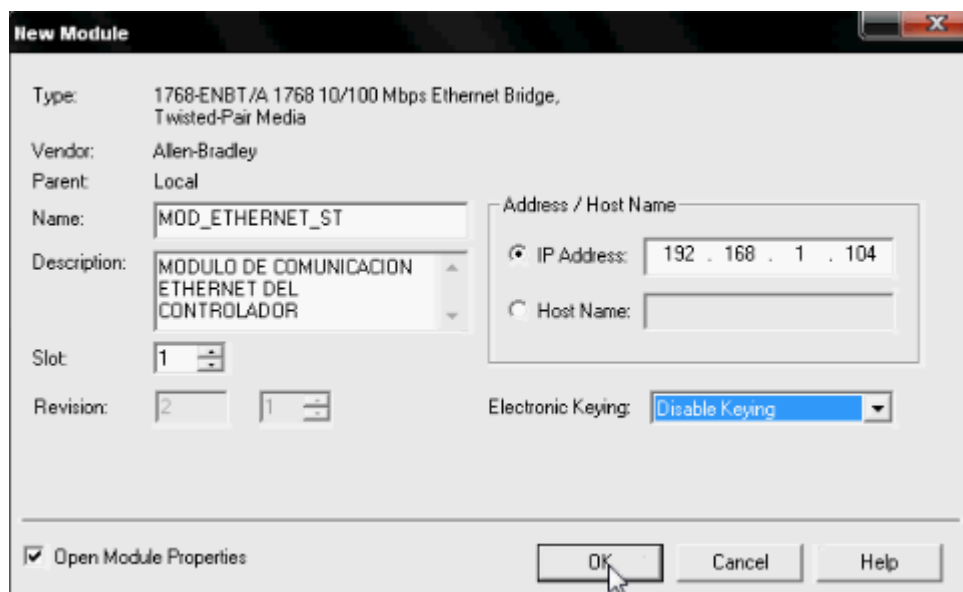 New Module
Type: 1768-ENBT/A 1768 10/100 Mbps Ethernet Bridge,
Twisted-Pair Media
Vendor: Allen-Bradley
Parent: Local
Name: MOD_ETHERNET_ST
Description: MODULO DE COMUNICACION
ETHERNET DEL
CONTROLADOR
Address / Host Name
IP Address: 192 . 168 . 1 . 104
Host Name:
Slot: 1
Revision: 2 1
Electronic Keying: Disable Keying
Open Module Properties
OK Cancel Help